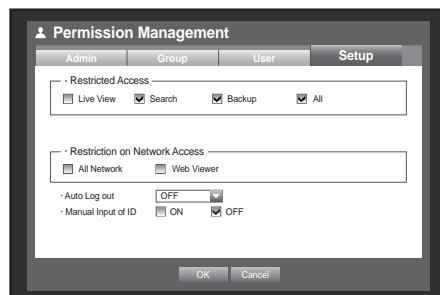 Permission Management
Admin Group User Setup
· Restricted Access
Live View Search Backup All
· Restriction on Network Access
All Network Web Viewer
· Auto Log out OFF
· Manual Input of ID ON OFF
OK Cancel